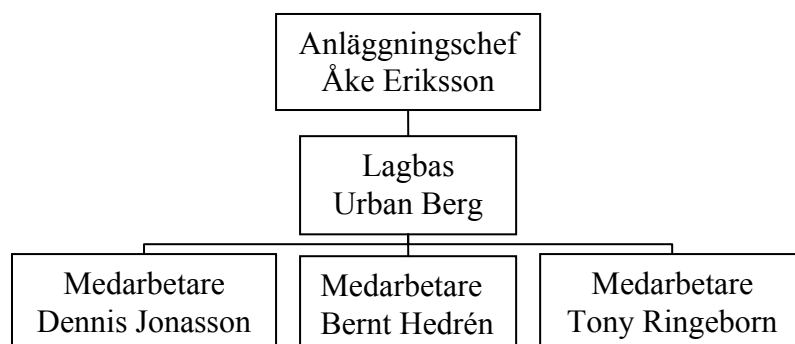 Anläggningschef
Åke Eriksson
Lagbas
Urban Berg
Medarbetare
Dennis Jonasson
Medarbetare
Bernt Hedrén
Medarbetare
Tony Ringeborn